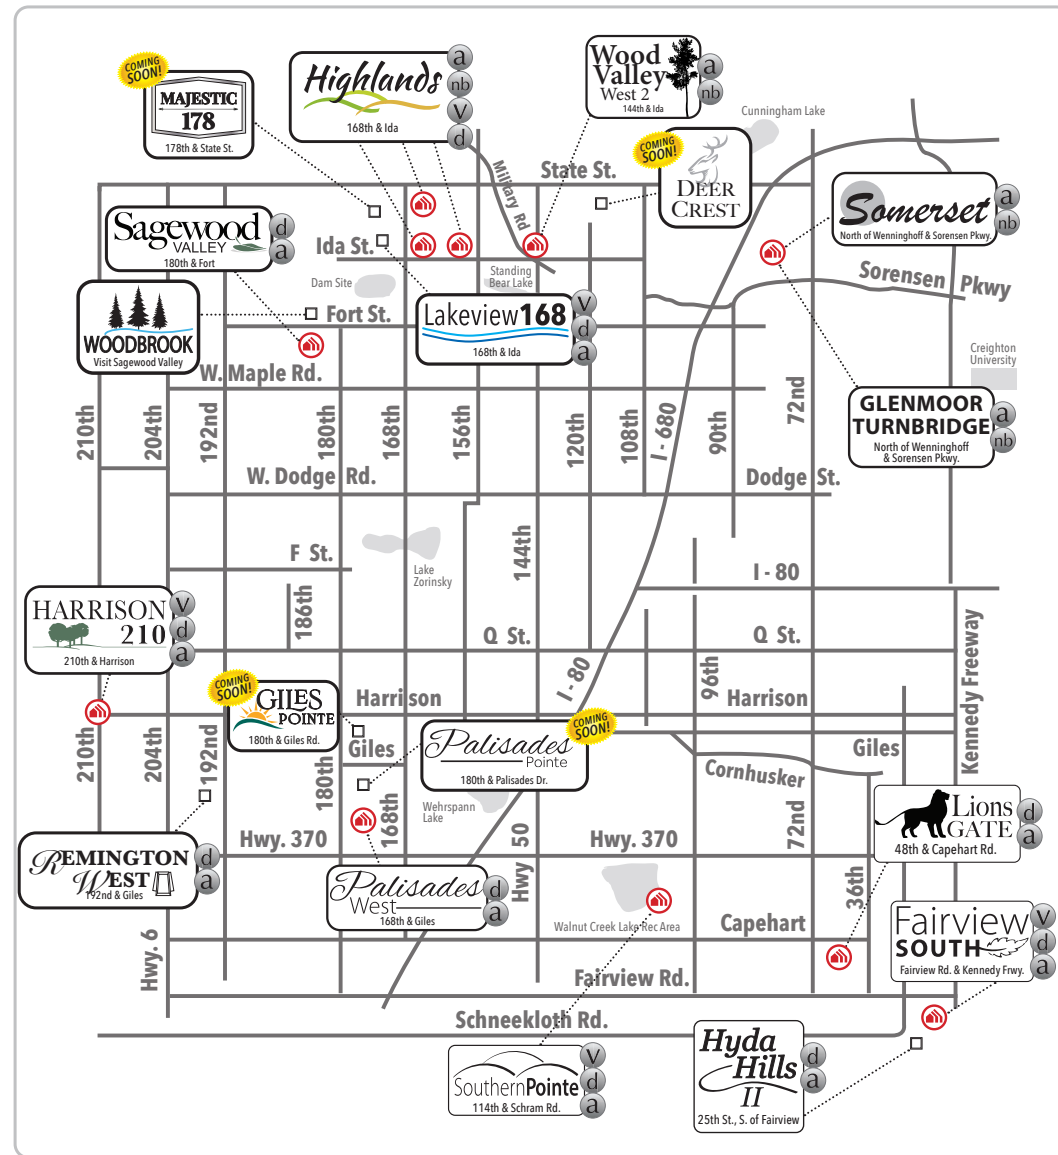 COMING
SOON!
MAJESTIC
178
178th & State St.
Highlands
168th & Ida
a
nb
v
d
Wood
Valley
West 2
144th & Ida
a
nb
Cunningham Lake
COMING
SOON!
DEER
CREST
Military Rd
State St.
Sagewood
VALLEY
180th & Fort
d
a
Somerset
North of Wenninghoff & Sorensen Pkwy.
a
nb
Ida St.
Dam Site
Standing
Bear Lake
Sorensen Pkwy
WOODBROOK
Visit Sagewood Valley
Fort St.
Lakeview168
168th & Ida
v
d
a
W. Maple Rd.
Creighton
University
GLENMOOR
TURNBRIDGE
North of Wenninghoff
& Sorensen Pkwy.
a
nb
210th
204th
192nd
180th
168th
156th
120th
108th
I - 680
90th
72nd
W. Dodge Rd.
Dodge St.
F St.
Lake
Zorinsky
144th
I - 80
HARRISON
210
210th & Harrison
v
d
a
186th
Q St.
Q St.
I - 80
96th
Kennedy Freeway
COMING
SOON!
GILES
POINTE
180th & Giles Rd.
Harrison
Harrison
Palisades
Pointe
180th & Palisades Dr.
COMING
SOON!
Giles
Giles
Cornhusker
210th
204th
192nd
180th
168th
Wehrspann
Lake
Hwy 50
72nd
36th
Lions
GATE
48th & Capehart Rd.
d
a
REMINGTON
WEST
192nd & Giles
d
a
Hwy. 370
Hwy. 370
Palisades
West
168th & Giles
d
a
Walnut Creek Lake Rec Area
Capehart
Fairview
SOUTH
Fairview Rd. & Kennedy Frwy.
v
d
a
Hwy. 6
Fairview Rd.
Schneekloth Rd.
SouthernPointe
114th & Schram Rd.
v
d
a
Hyda
Hills
II
25th St., S. of Fairview
d
a